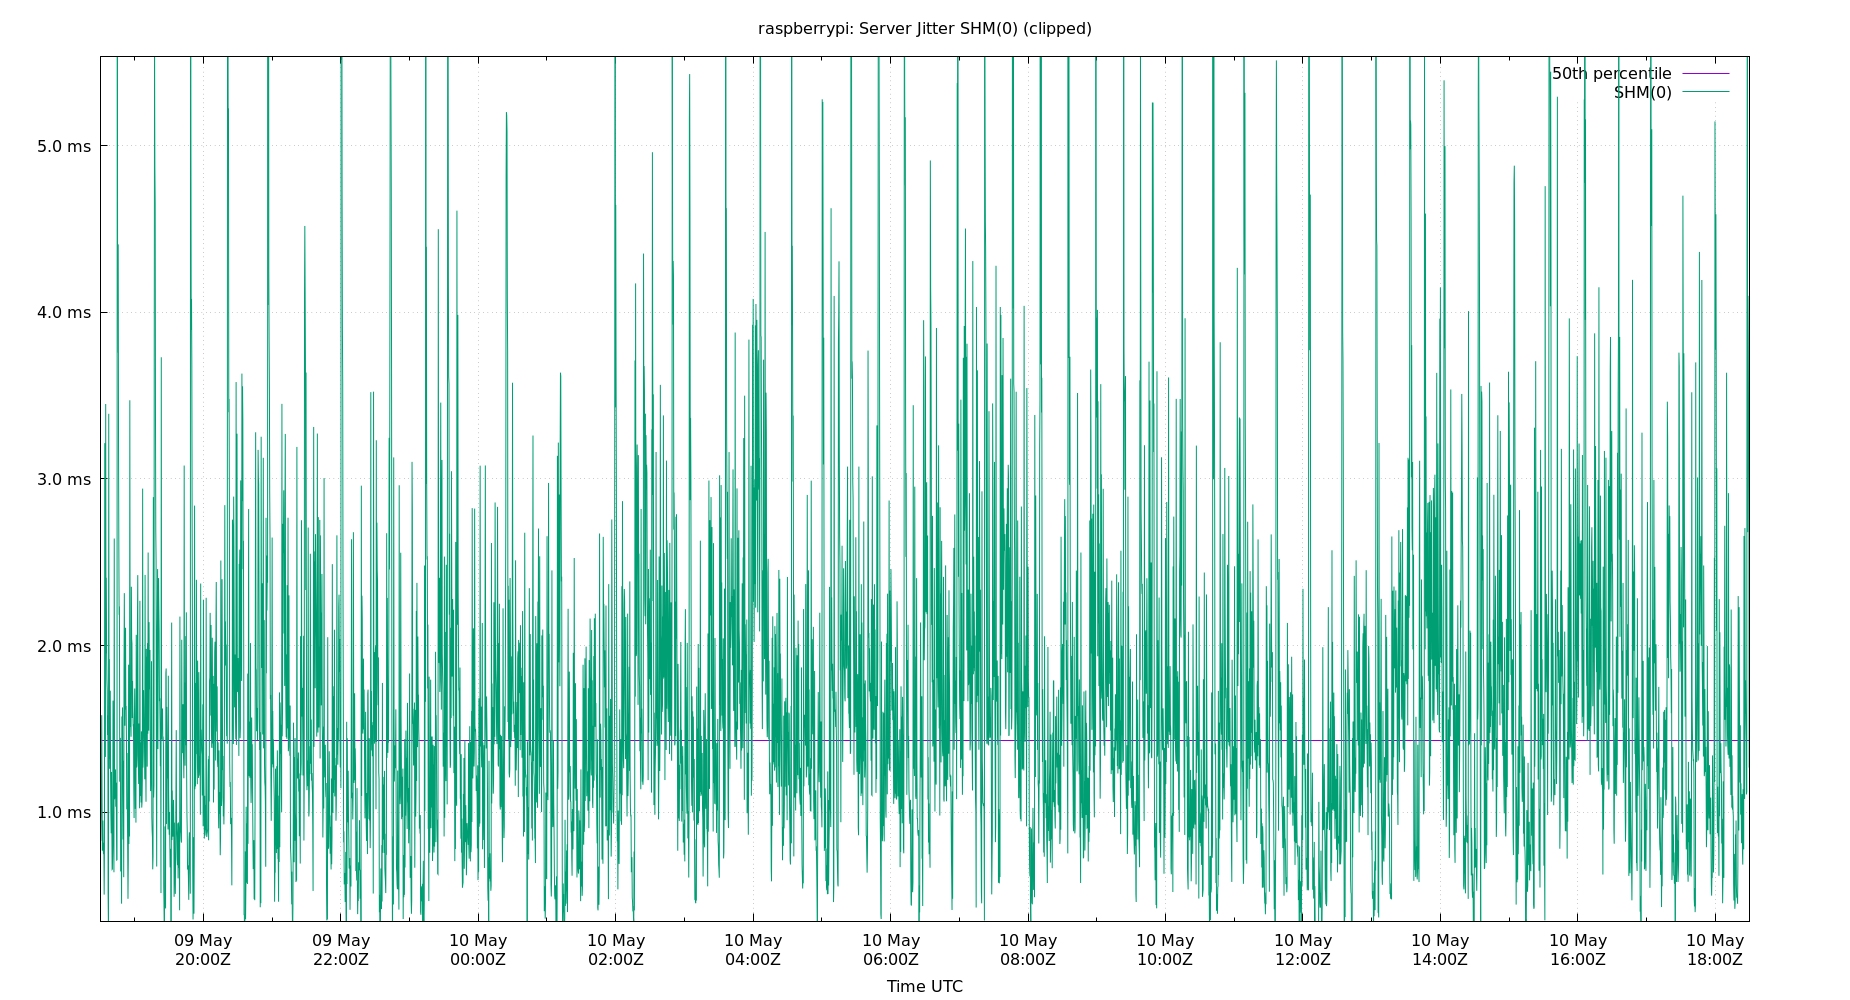 raspberrypi: Server Jitter SHM(0) (clipped)
50th percentile
SHM(0)
5.0 ms
4.0 ms
3.0 ms
2.0 ms
1.0 ms
09 May 09 May 10 May 10 May 10 May 10 May 10 May 10 May 10 May 10 May 10 May 10 May
20:00Z 22:00Z 00:00Z 02:00Z 04:00Z 06:00Z 08:00Z 10:00Z 12:00Z 14:00Z 16:00Z 18:00Z
Time UTC